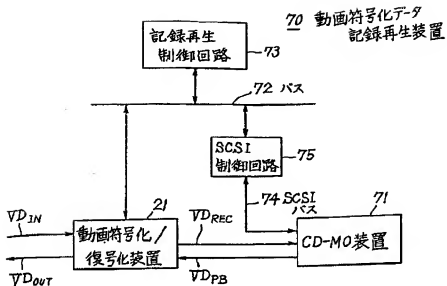 70 動画符号化データ
記録再生装置
記録再生
制御回路
73
72 バス
SCSI
制御回路
75
74 SCSI
バス
71
CD-MO装置
21
動画符号化/
復号化装置
VD_IN
VD_OUT
VD_REC
VD_PB